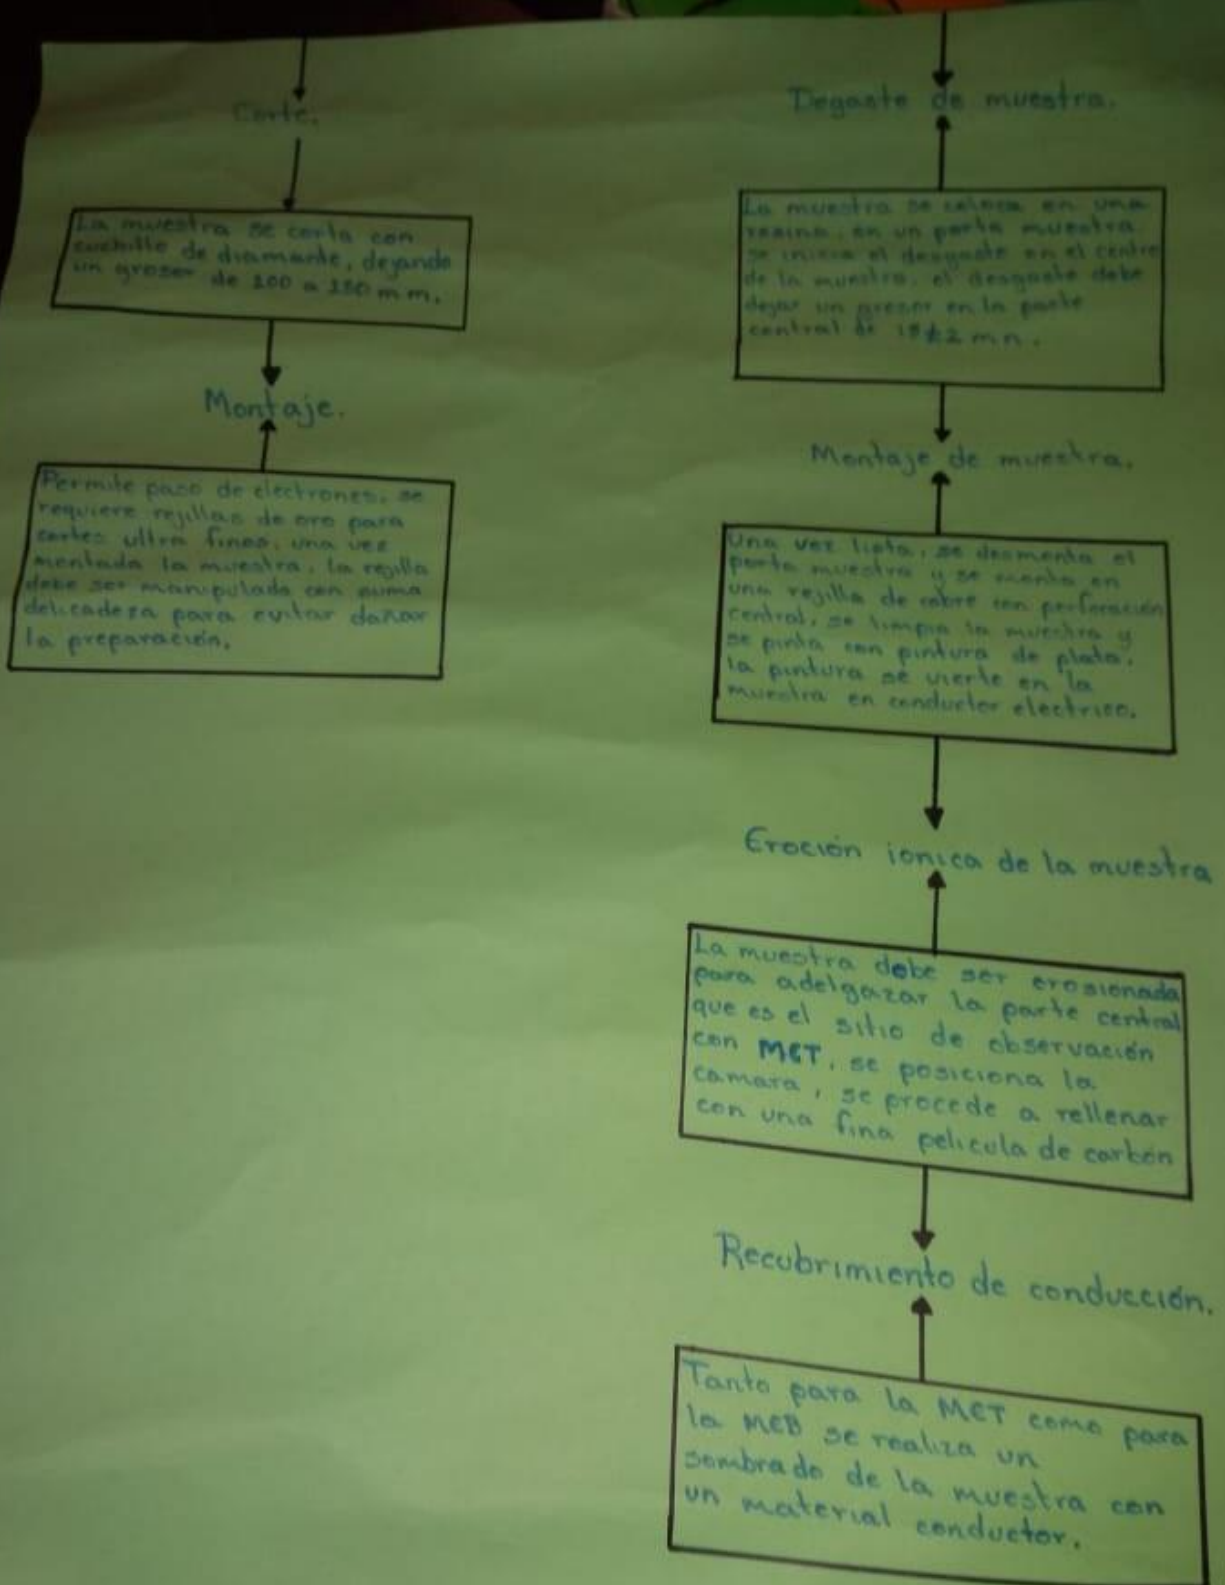 Corte.
La muestra se corta con
cuchillo de diamante, dejando
un grosor de 100 a 150 mm.
Montaje.
Permite paso de electrones, se
requiere rejillas de oro para
cortes ultra finos, una vez
montada la muestra, la rejilla
debe ser manipulada con suma
delicadeza para evitar dañar
la preparación.
Degaste de muestra.
La muestra se coloca en una
resina, en un porta muestra
se inicia el desgaste en el centro
de la muestra, el desgaste debe
dejar un grosor en la parte
central de 15±2 mn.
Montaje de muestra.
Una vez lista, se desmonta el
porta muestra y se monta en
una rejilla de cobre con perforación
central, se limpia la muestra y
se pinta con pintura de plata,
la pintura se vierte en la
muestra en conductor electrico.
Eroción ionica de la muestra
La muestra debe ser erosionada
para adelgazar la parte central
que es el sitio de observación
con MET, se posiciona la
camara, se procede a rellenar
con una fina pelicula de carbón
Recubrimiento de conducción.
Tanto para la MET como para
la MEB se realiza un
sombrado de la muestra con
un material conductor.